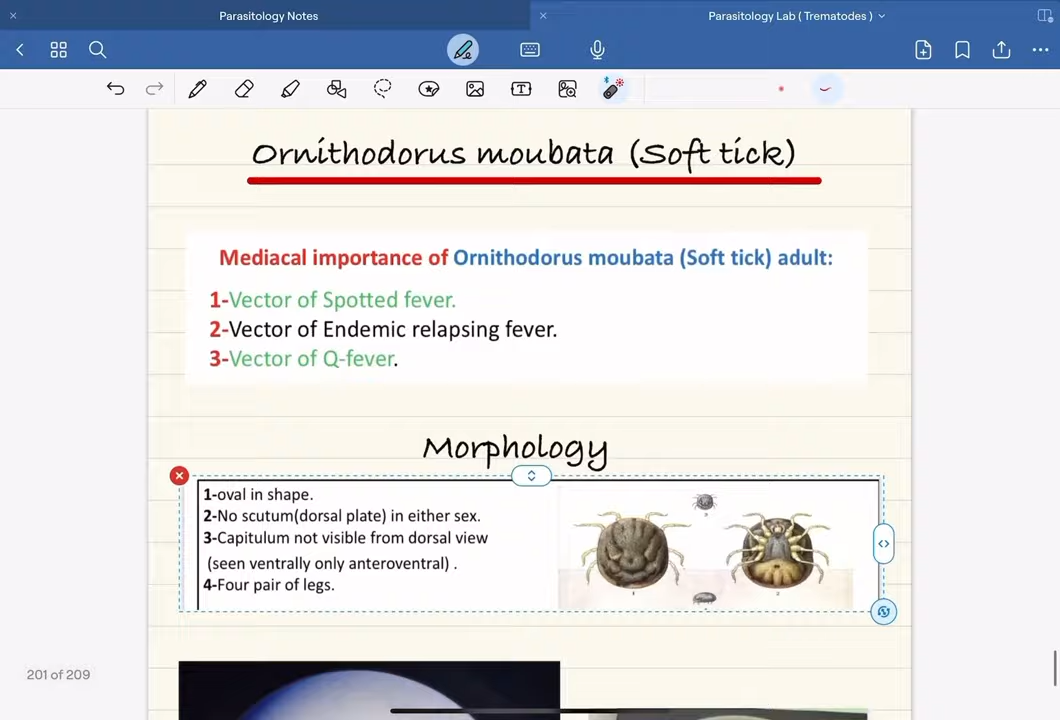 Parasitology Notes
Parasitology Lab ( Trematodes )
Ornithodorus moubata (Soft tick)
Mediacal importance of Ornithodorus moubata (Soft tick) adult:
1-Vector of Spotted fever.
2-Vector of Endemic relapsing fever.
3-Vector of Q-fever.
Morphology
1-oval in shape.
2-No scutum(dorsal plate) in either sex.
3-Capitulum not visible from dorsal view
(seen ventrally only anteroventral) .
4-Four pair of legs.
201 of 209